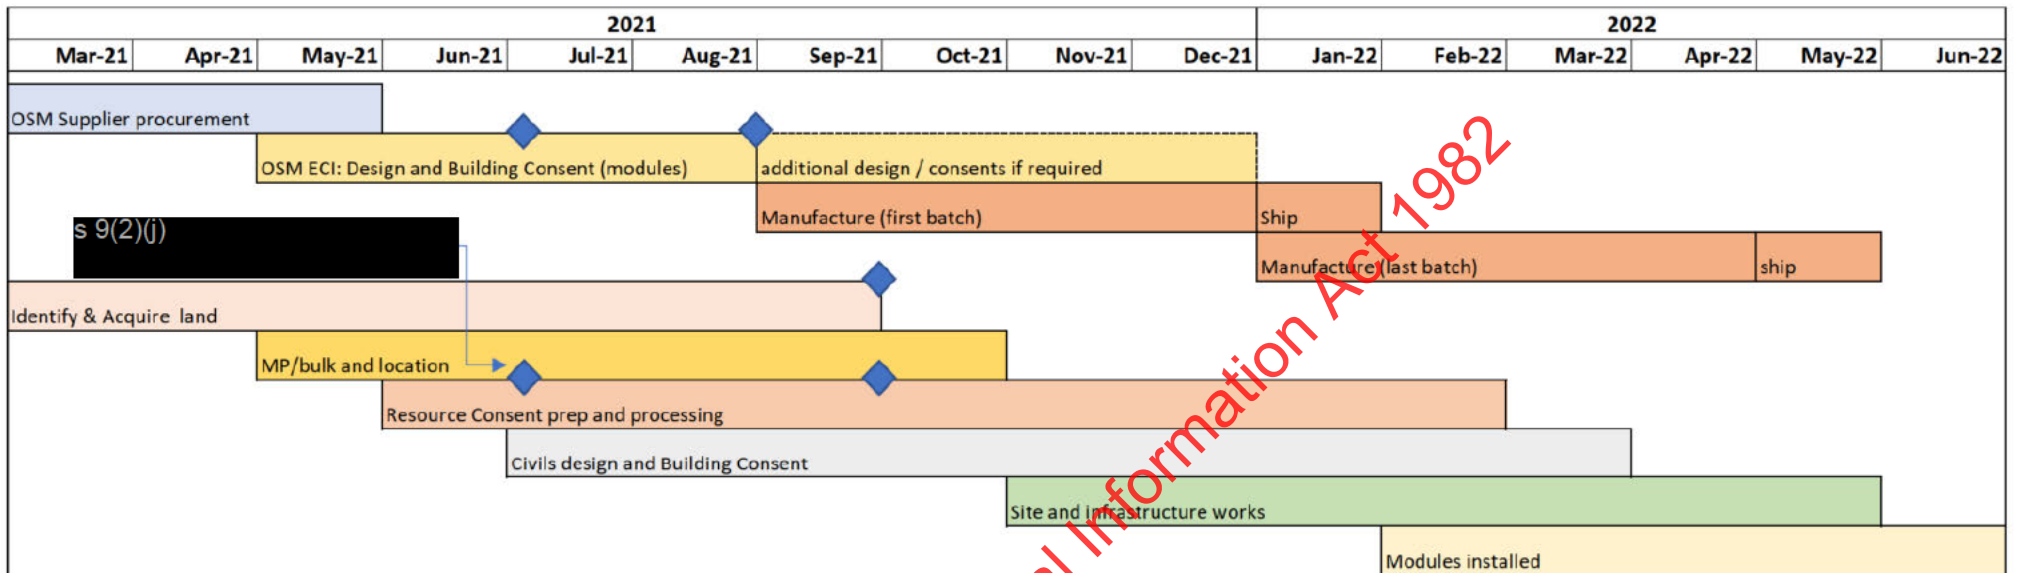 2021 2022
Mar-21 Apr-21 May-21 Jun-21 Jul-21 Aug-21 Sep-21 Oct-21 Nov-21 Dec-21 Jan-22 Feb-22 Mar-22 Apr-22 May-22 Jun-22
OSM Supplier procurement
OSM ECI: Design and Building Consent (modules) additional design / consents if required
Manufacture (first batch) Ship
s 9(2)(j)
Manufacture (last batch) ship
Identify & Acquire land
MP/bulk and location
Resource Consent prep and processing
Civils design and Building Consent
Site and infrastructure works
Modules installed
Information Act 1982